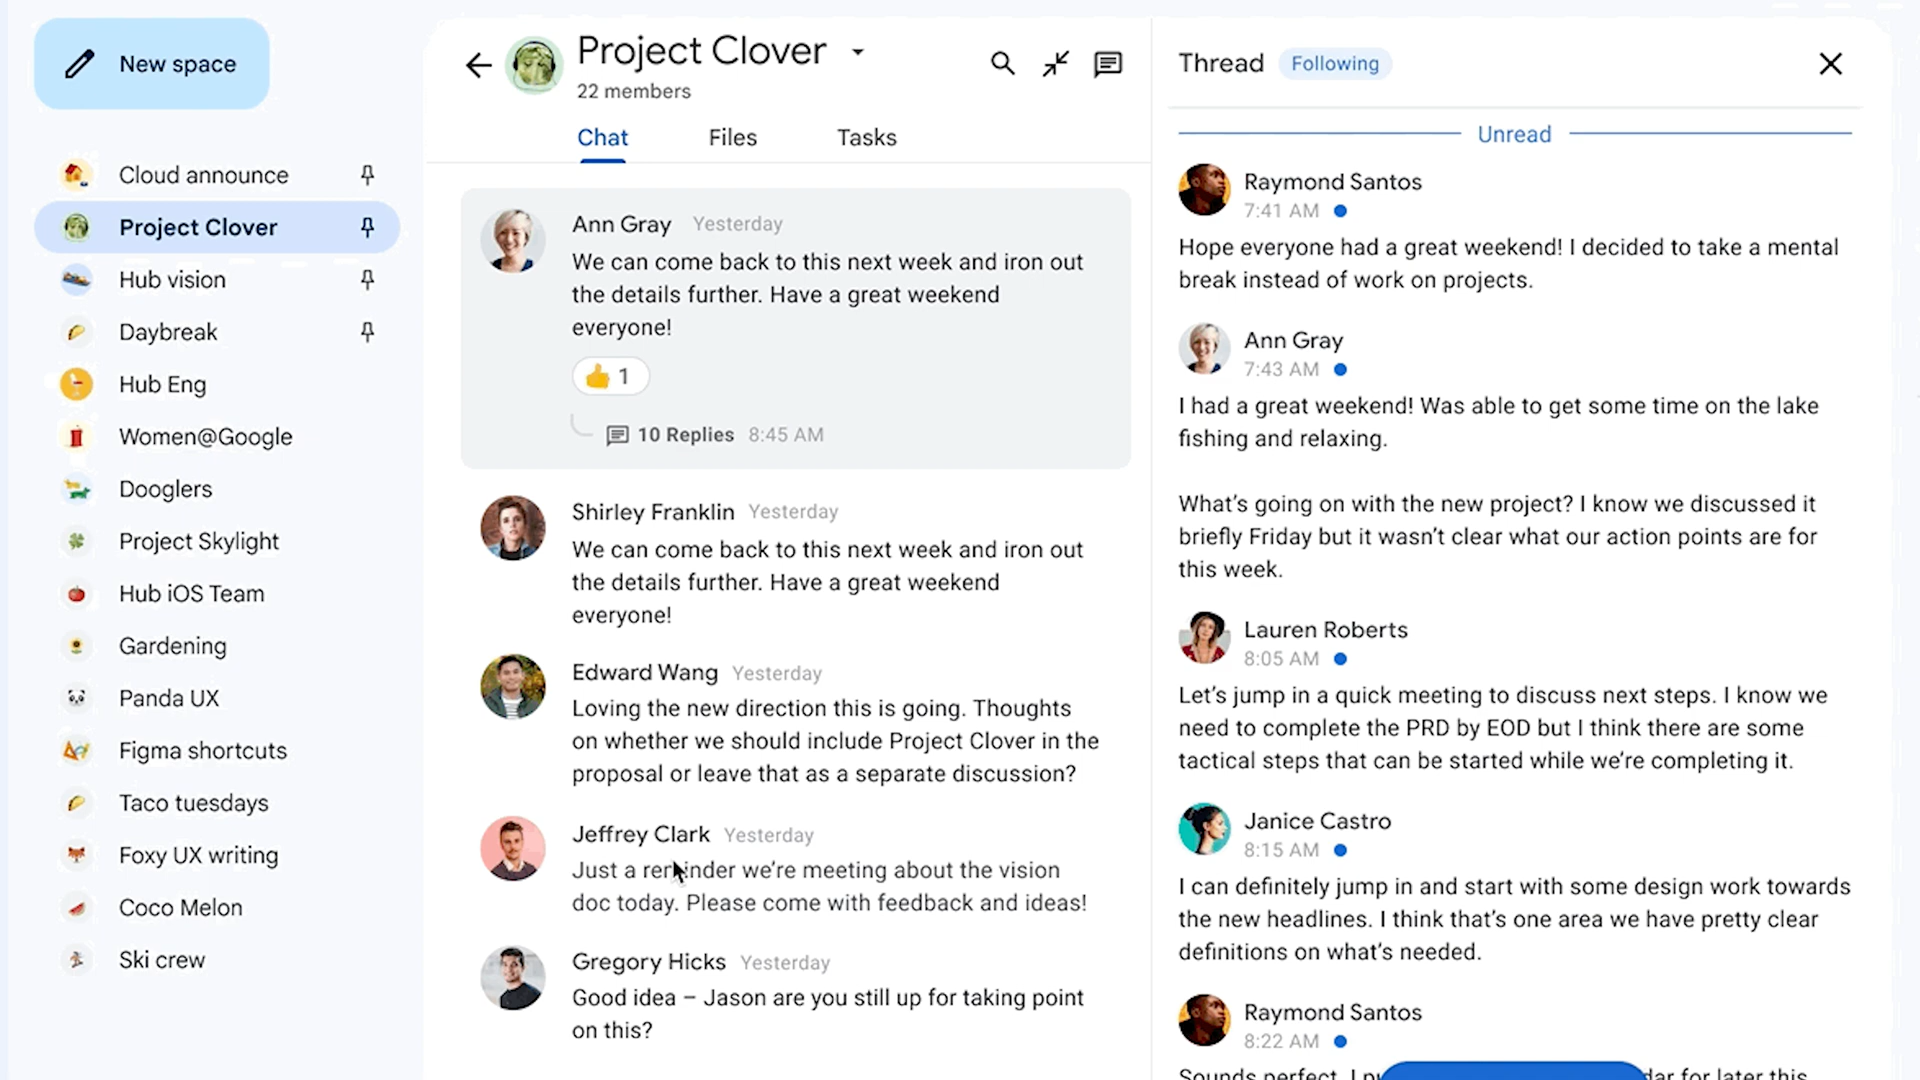 New space
Cloud announce
Project Clover
Hub vision
Daybreak
Hub Eng
Women@Google
Dooglers
Project Skylight
Hub iOS Team
Gardening
Panda UX
Figma shortcuts
Taco tuesdays
Foxy UX writing
Coco Melon
Ski crew
Project Clover
22 members
Chat Files Tasks
Ann Gray Yesterday
We can come back to this next week and iron out
the details further. Have a great weekend
everyone!
1
10 Replies 8:45 AM
Shirley Franklin Yesterday
We can come back to this next week and iron out
the details further. Have a great weekend
everyone!
Edward Wang Yesterday
Loving the new direction this is going. Thoughts
on whether we should include Project Clover in the
proposal or leave that as a separate discussion?
Jeffrey Clark Yesterday
Just a reminder we’re meeting about the vision
doc today. Please come with feedback and ideas!
Gregory Hicks Yesterday
Good idea – Jason are you still up for taking point
on this?
Thread Following
Unread
Raymond Santos
7:41 AM
Hope everyone had a great weekend! I decided to take a mental
break instead of work on projects.
Ann Gray
7:43 AM
I had a great weekend! Was able to get some time on the lake
fishing and relaxing.
What’s going on with the new project? I know we discussed it
briefly Friday but it wasn’t clear what our action points are for
this week.
Lauren Roberts
8:05 AM
Let’s jump in a quick meeting to discuss next steps. I know we
need to complete the PRD by EOD but I think there are some
tactical steps that can be started while we’re completing it.
Janice Castro
8:15 AM
I can definitely jump in and start with some design work towards
the new headlines. I think that’s one area we have pretty clear
definitions on what’s needed.
Raymond Santos
8:22 AM
Sounds perfect. I for later this